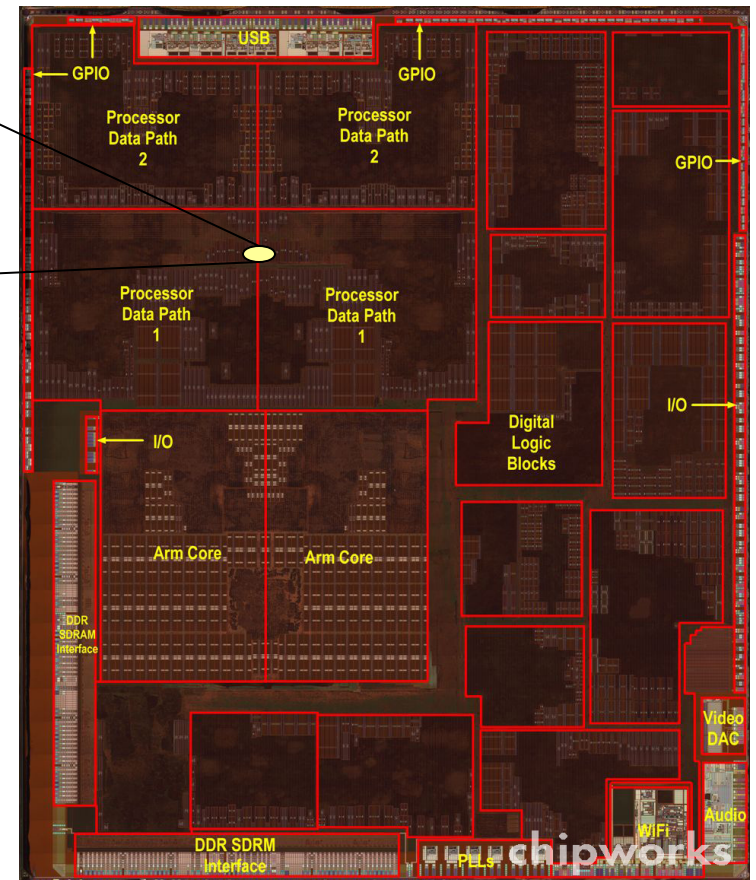 USB
GPIO
GPIO
Processor
Data Path
2
Processor
Data Path
2
GPIO
Processor
Data Path
1
Processor
Data Path
1
I/O
I/O
Digital
Logic
Blocks
Arm Core
Arm Core
DDR
SDRAM
Interface
Video
DAC
Audio
WiFi
DDR SDRM
Interface
PLLs
chipworks